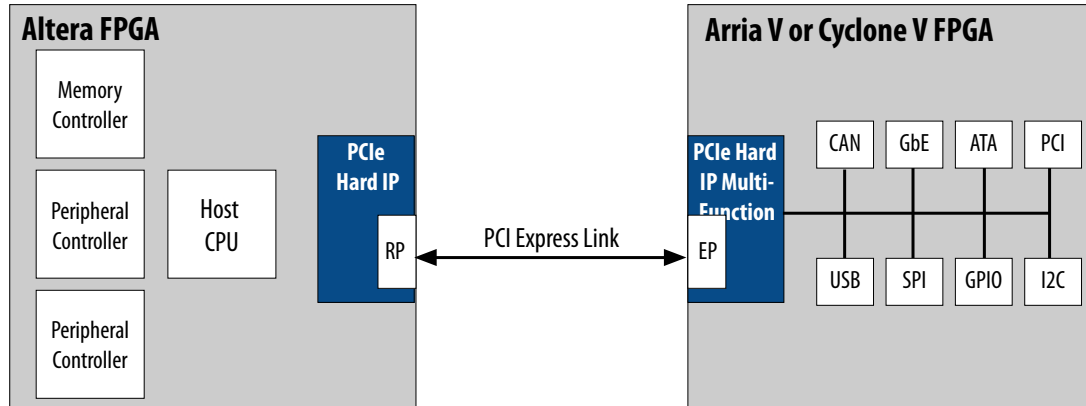 Altera FPGA
Memory
Controller
Peripheral
Controller
Peripheral
Controller
Host
CPU
PCIe
Hard IP
RP
PCI Express Link
Arria V or Cyclone V FPGA
PCIe Hard
IP Multi-
Function
EP
CAN
GbE
ATA
PCI
USB
SPI
GPIO
I2C